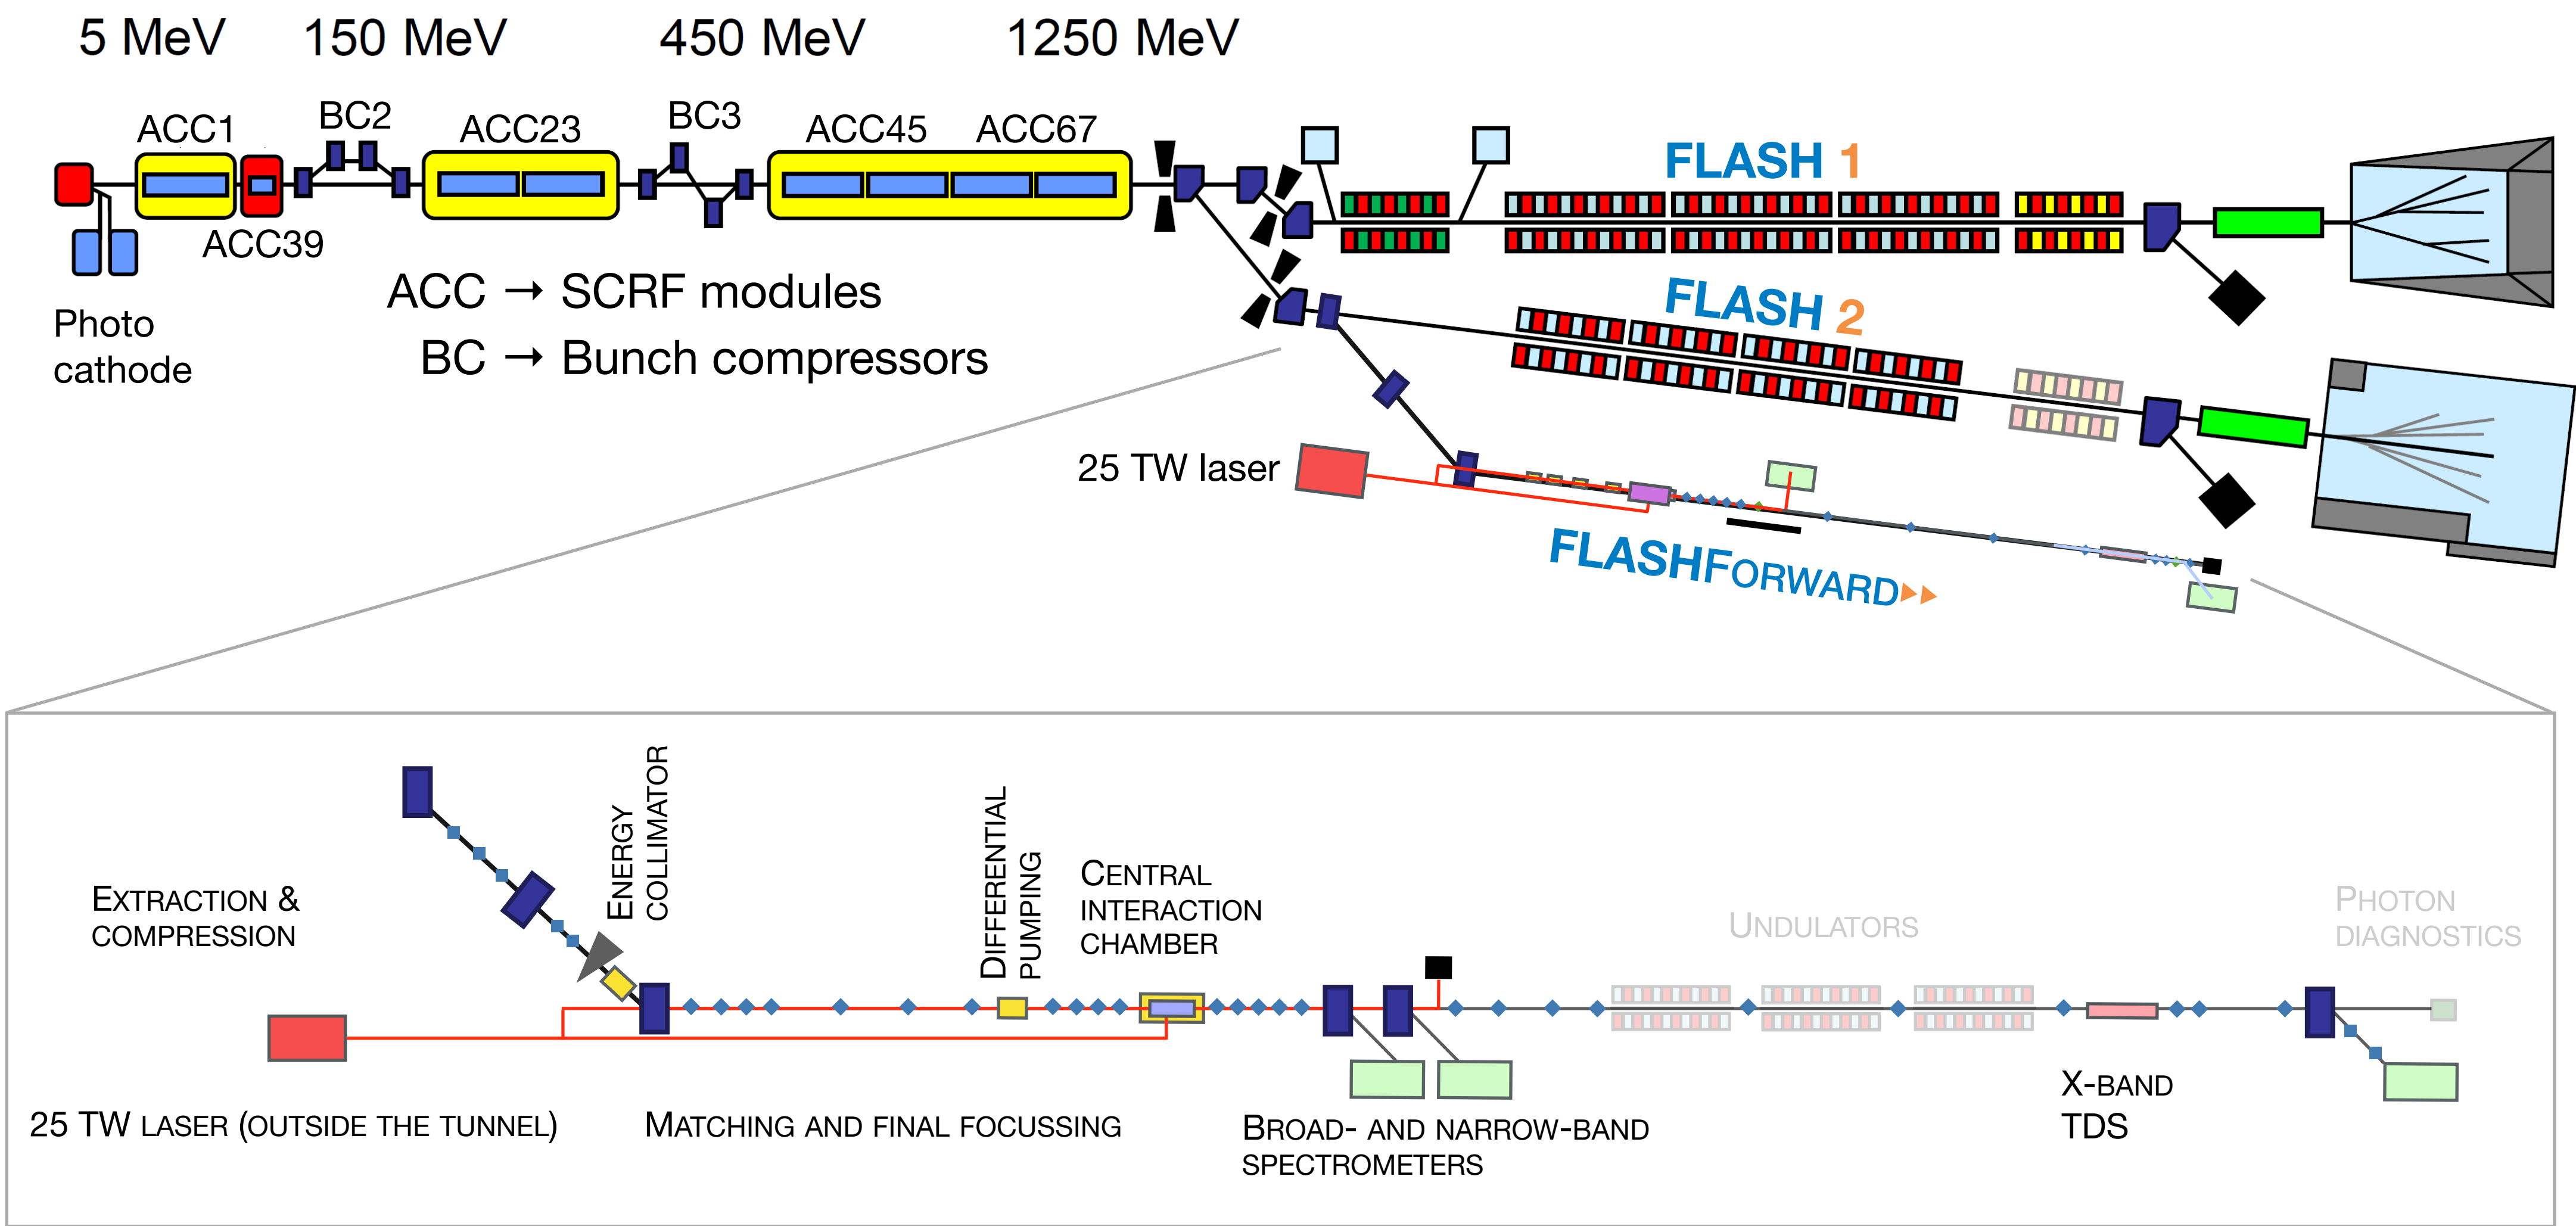 5 MeV 150 MeV 450 MeV 1250 MeV
ACC1 BC2 ACC23 BC3 ACC45 ACC67
ACC39
Photo
cathode
ACC → SCRF modules
BC → Bunch compressors
FLASH 1
FLASH 2
25 TW laser
FLASHFORWARD
EXTRACTION &
COMPRESSION
ENERGY
COLLIMATOR
DIFFERENTIAL
PUMPING
CENTRAL
INTERACTION
CHAMBER
UNDULATORS
PHOTON
DIAGNOSTICS
25 TW LASER (OUTSIDE THE TUNNEL)
MATCHING AND FINAL FOCUSSING
BROAD- AND NARROW-BAND
SPECTROMETERS
X-BAND
TDS